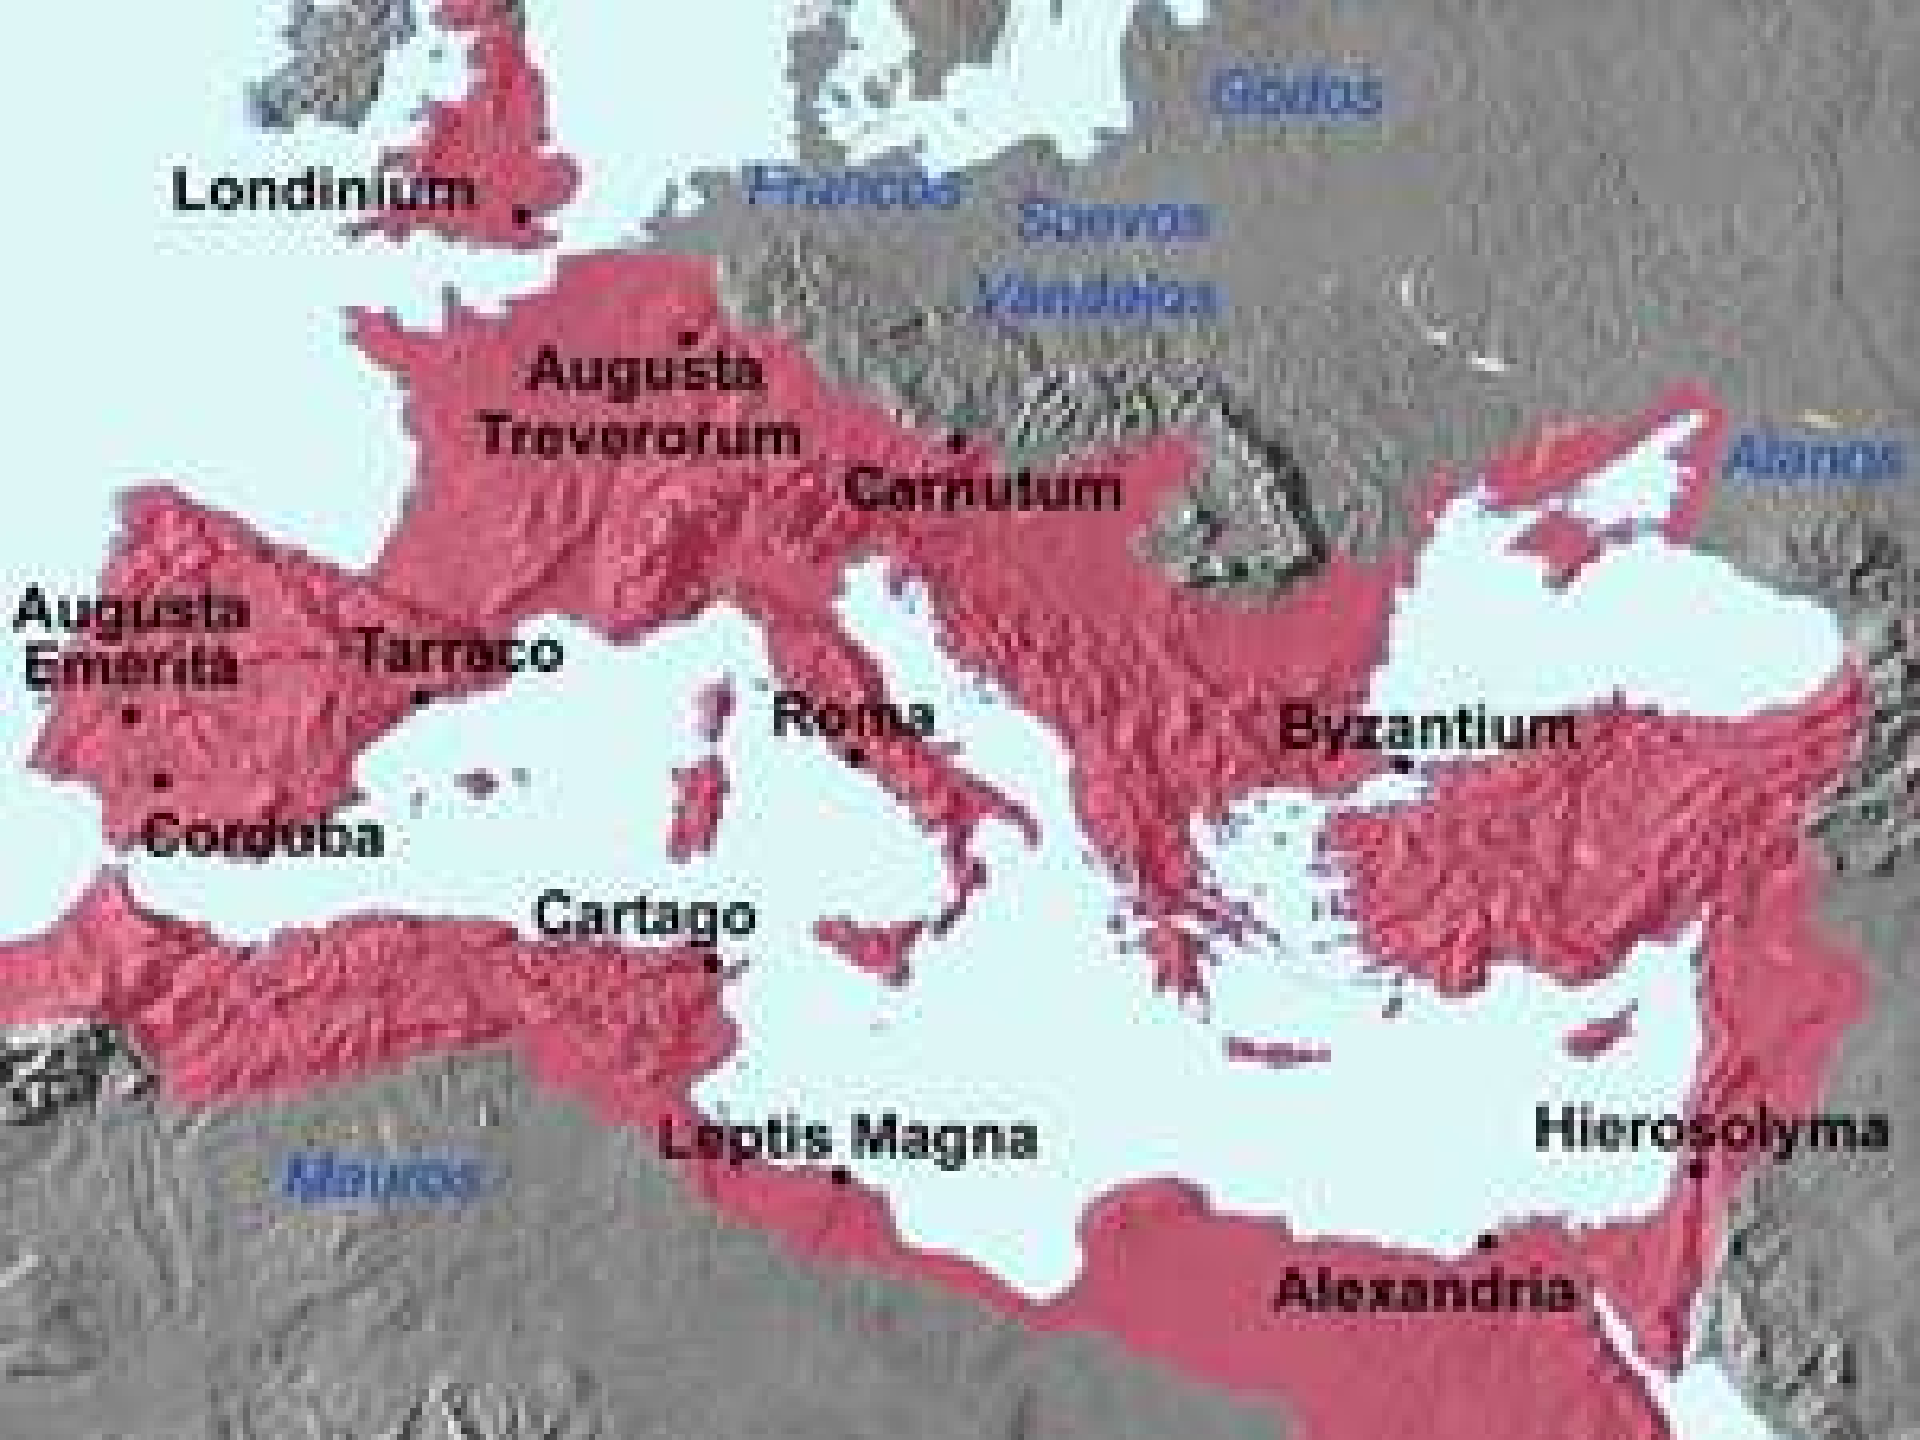 Godos
Francos
Londinium
Suevos
Vandalos
Augusta
Treverorum
Alanos
Carnutum
Augusta
Emerita
Tarraco
Roma
Byzantium
Cordoba
Cartago
Leptis Magna
Hierosolyma
Mauros
Alexandria